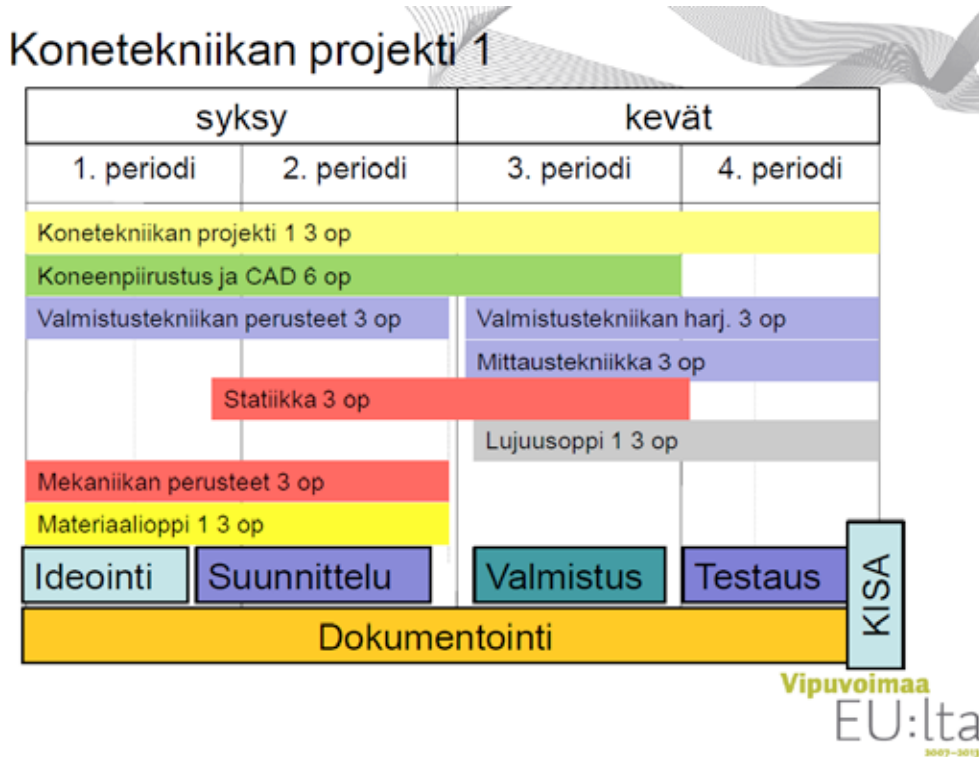 Konetekniikan projekti 1
syksy kevät
1. periodi 2. periodi 3. periodi 4. periodi
Konetekniikan projekti 1 3 op
Koneenpiirustus ja CAD 6 op
Valmistustekniikan perusteet 3 op Valmistustekniikan harj. 3 op
Mittaustekniikka 3 op
Statiikka 3 op
Lujuusoppi 1 3 op
Mekaniikan perusteet 3 op
Materiaalioppi 1 3 op
Ideointi Suunnittelu Valmistus Testaus KISA
Dokumentointi
Vipuvoimaa
EU:lta
2007–2013